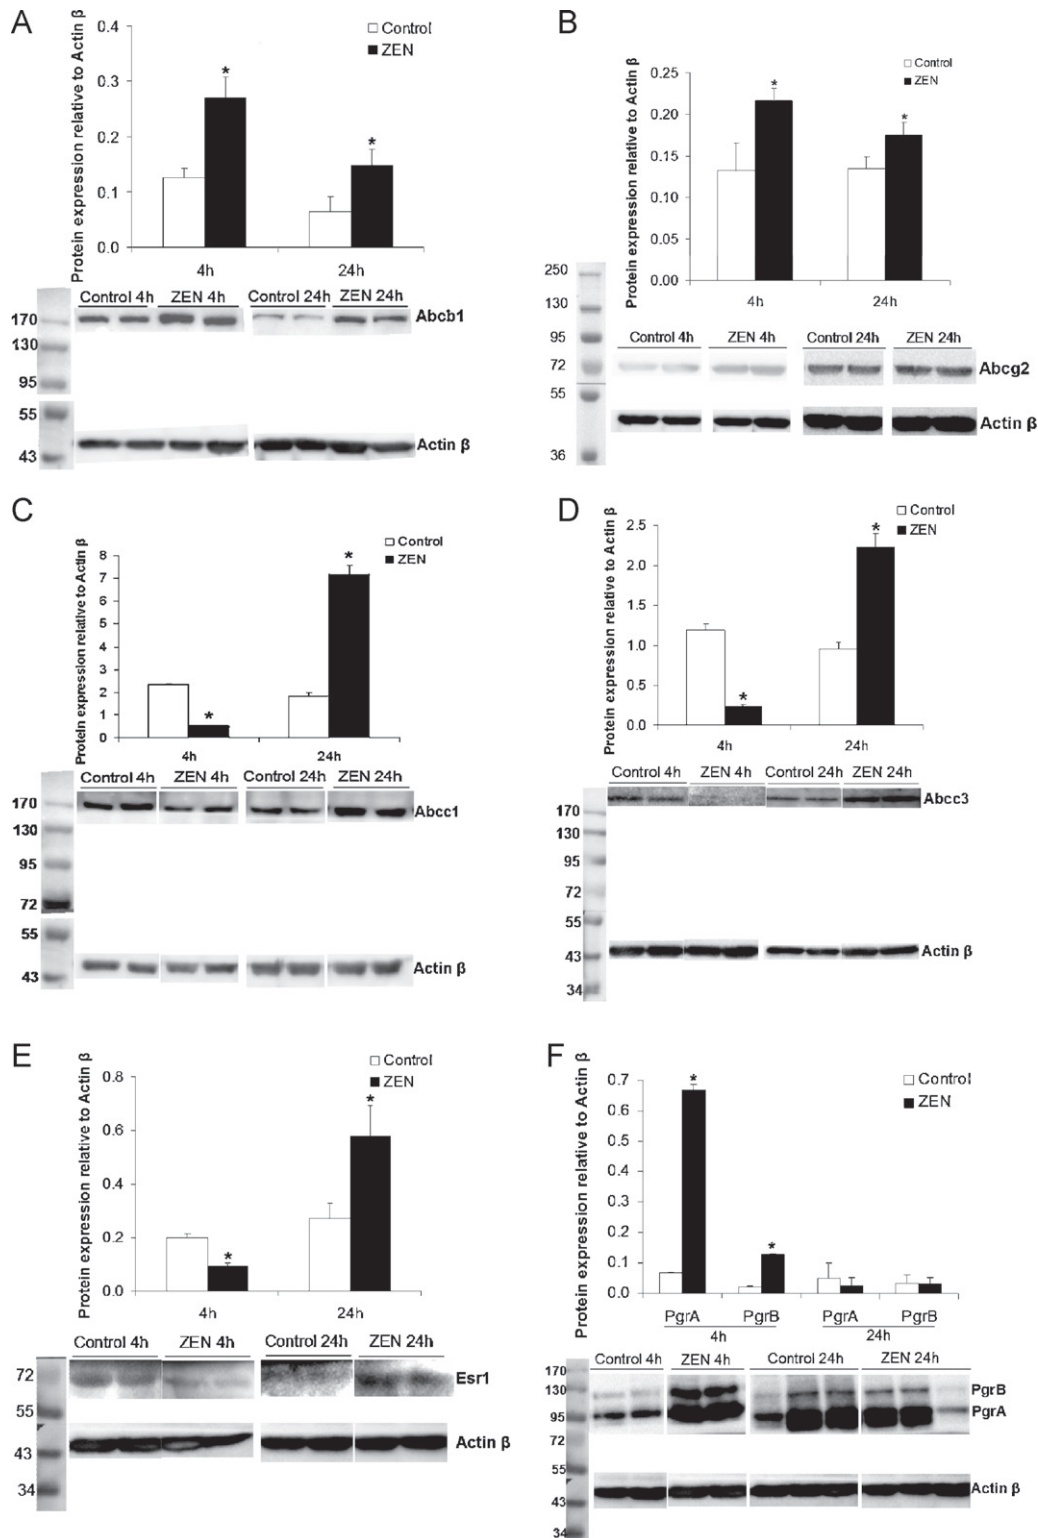 A
Protein expression relative to Actin β
0.4
0.3
0.2
0.1
0.0
Control
ZEN
*
*
4h
24h
Control 4h ZEN 4h Control 24h ZEN 24h
170
130
95
55
43
Abcb1
Actin β
B
Protein expression relative to Actin β
0.25
0.20
0.15
0.10
0.05
0.00
Control
ZEN
*
*
4h
24h
Control 4h ZEN 4h Control 24h ZEN 24h
250
130
95
72
55
36
Abcg2
Actin β
C
Protein expression relative to Actin β
8
7
6
5
4
3
2
1
0
Control
ZEN
*
*
4h
24h
Control 4h ZEN 4h Control 24h ZEN 24h
170
130
95
72
55
43
Abcc1
Actin β
D
Protein expression relative to Actin β
2.5
2.0
1.5
1.0
0.5
0.0
Control
ZEN
*
*
4h
24h
Control 4h ZEN 4h Control 24h ZEN 24h
170
130
95
72
55
43
34
Abcc3
Actin β
E
Protein expression relative to Actin β
0.8
0.6
0.4
0.2
0.0
Control
ZEN
*
*
4h
24h
Control 4h ZEN 4h Control 24h ZEN 24h
72
55
43
34
Esr1
Actin β
F
Protein expression relative to Actin β
0.7
0.6
0.5
0.4
0.3
0.2
0.1
0.0
Control
ZEN
*
*
PgrA PgrB PgrA PgrB
4h 24h
Control 4h ZEN 4h Control 24h ZEN 24h
170
130
95
72
55
43
34
PgrB
PgrA
Actin β